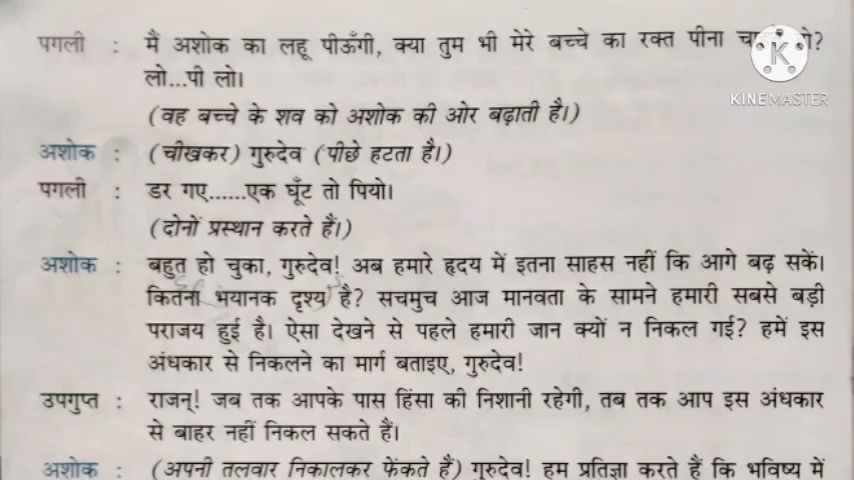 पगली : मैं अशोक का लहू पीऊँगी, क्या तुम भी मेरे बच्चे का रक्त पीना
लो...पी लो।
(वह बच्चे के शव को अशोक की ओर बढ़ाती है।)
अशोक : (चीखकर) गुरुदेव (पीछे हटता है।)
पगली : डर गए......एक घूँट तो पियो।
(दोनों प्रस्थान करते हैं।)
अशोक : बहुत हो चुका, गुरुदेव! अब हमारे हृदय में इतना साहस नहीं कि आगे बढ़ सकें।
कितना भयानक दृश्य है? सचमुच आज मानवता के सामने हमारी सबसे बड़ी
पराजय हुई है। ऐसा देखने से पहले हमारी जान क्यों न निकल गई? हमें इस
अंधकार से निकलने का मार्ग बताइए, गुरुदेव!
उपगुप्त : राजन्! जब तक आपके पास हिंसा की निशानी रहेगी, तब तक आप इस अंधकार
से बाहर नहीं निकल सकते हैं।
अशोक : (अपनी तलवार निकालकर फेंकते हैं) गुरुदेव! हम प्रतिज्ञा करते हैं कि भविष्य में
K
KINEMASTER